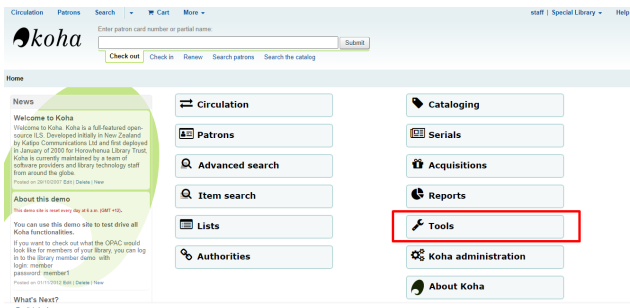 Circulation Patrons Search Cart More staff | Special Library Help
koha
Enter patron card number or partial name:
Submit
Check out Check in Renew Search patrons Search the catalog
Home
News
Welcome to Koha
Welcome to Koha. Koha is a full-featured open-
source ILS. Developed initially in New Zealand
by Katipo Communications Ltd and first deployed
in January of 2000 for Horowhenua Library Trust,
Koha is currently maintained by a team of
software providers and library technology staff
from around the globe.
Posted on 26/10/2007 Edit | Delete | New
About this demo
This demo site is reset every day at 6 a.m. (GMT +12).
You can use this demo site to test drive all
Koha functionalities.
If you want to check out what the OPAC would
look like for members of your library, you can log
in to the library member demo with
login: member
password: member1
Posted on 01/11/2013 Edit | Delete | New
What's Next?
Circulation
Patrons
Advanced search
Item search
Lists
Authorities
Cataloging
Serials
Acquisitions
Reports
Tools
Koha administration
About Koha